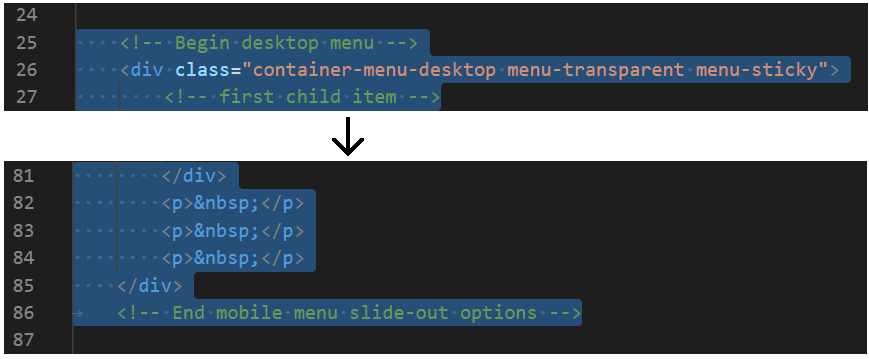 24
25 <!-- Begin desktop menu -->
26 <div class="container-menu-desktop menu-transparent menu-sticky">
27 <!-- first child item -->
81 </div>
82 <p>&nbsp;</p>
83 <p>&nbsp;</p>
84 <p>&nbsp;</p>
85 </div>
86 <!-- End mobile menu slide-out options -->
87